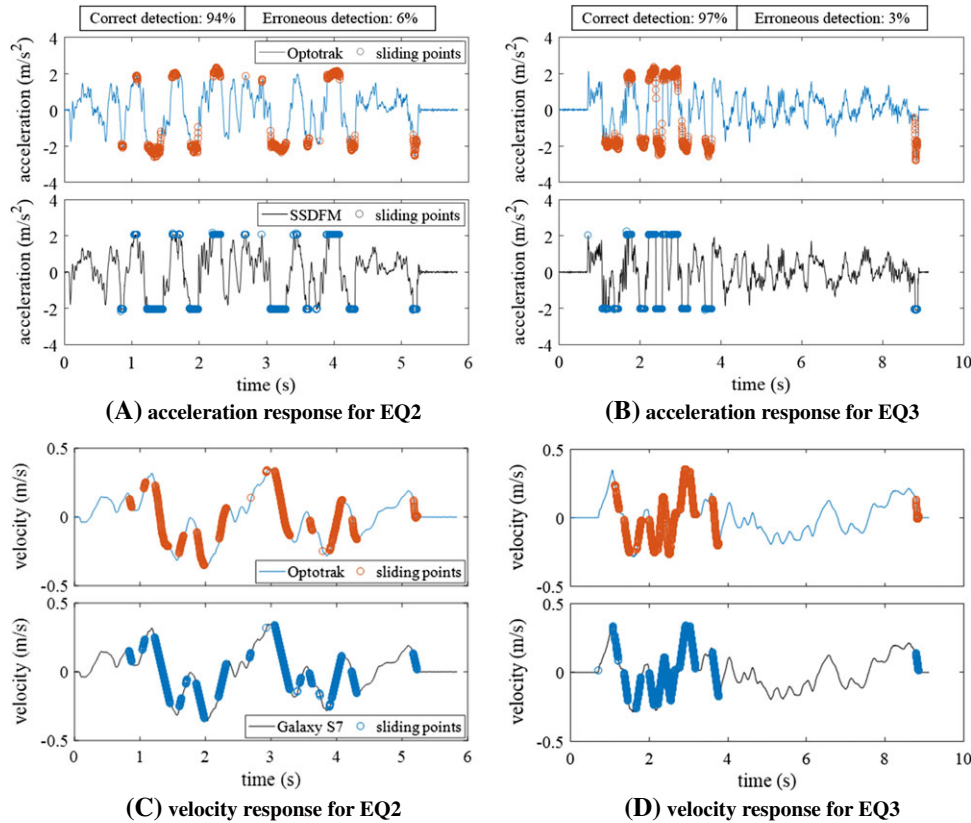 Correct detection: 94% Erroneous detection: 6%
4
2
0
-2
-4
acceleration (m/s²)
Optotrak sliding points
4
2
0
-2
-4
acceleration (m/s²)
SSDFM sliding points
0 1 2 3 4 5 6
time (s)
(A) acceleration response for EQ2
Correct detection: 97% Erroneous detection: 3%
4
2
0
-2
-4
acceleration (m/s²)
Optotrak sliding points
4
2
0
-2
-4
acceleration (m/s²)
SSDFM sliding points
0 2 4 6 8 10
time (s)
(B) acceleration response for EQ3
0.5
0
-0.5
velocity (m/s)
Optotrak sliding points
0.5
0
-0.5
velocity (m/s)
Galaxy S7 sliding points
0 1 2 3 4 5 6
time (s)
(C) velocity response for EQ2
0.5
0
-0.5
velocity (m/s)
0.5
0
-0.5
velocity (m/s)
0 2 4 6 8 10
time (s)
(D) velocity response for EQ3